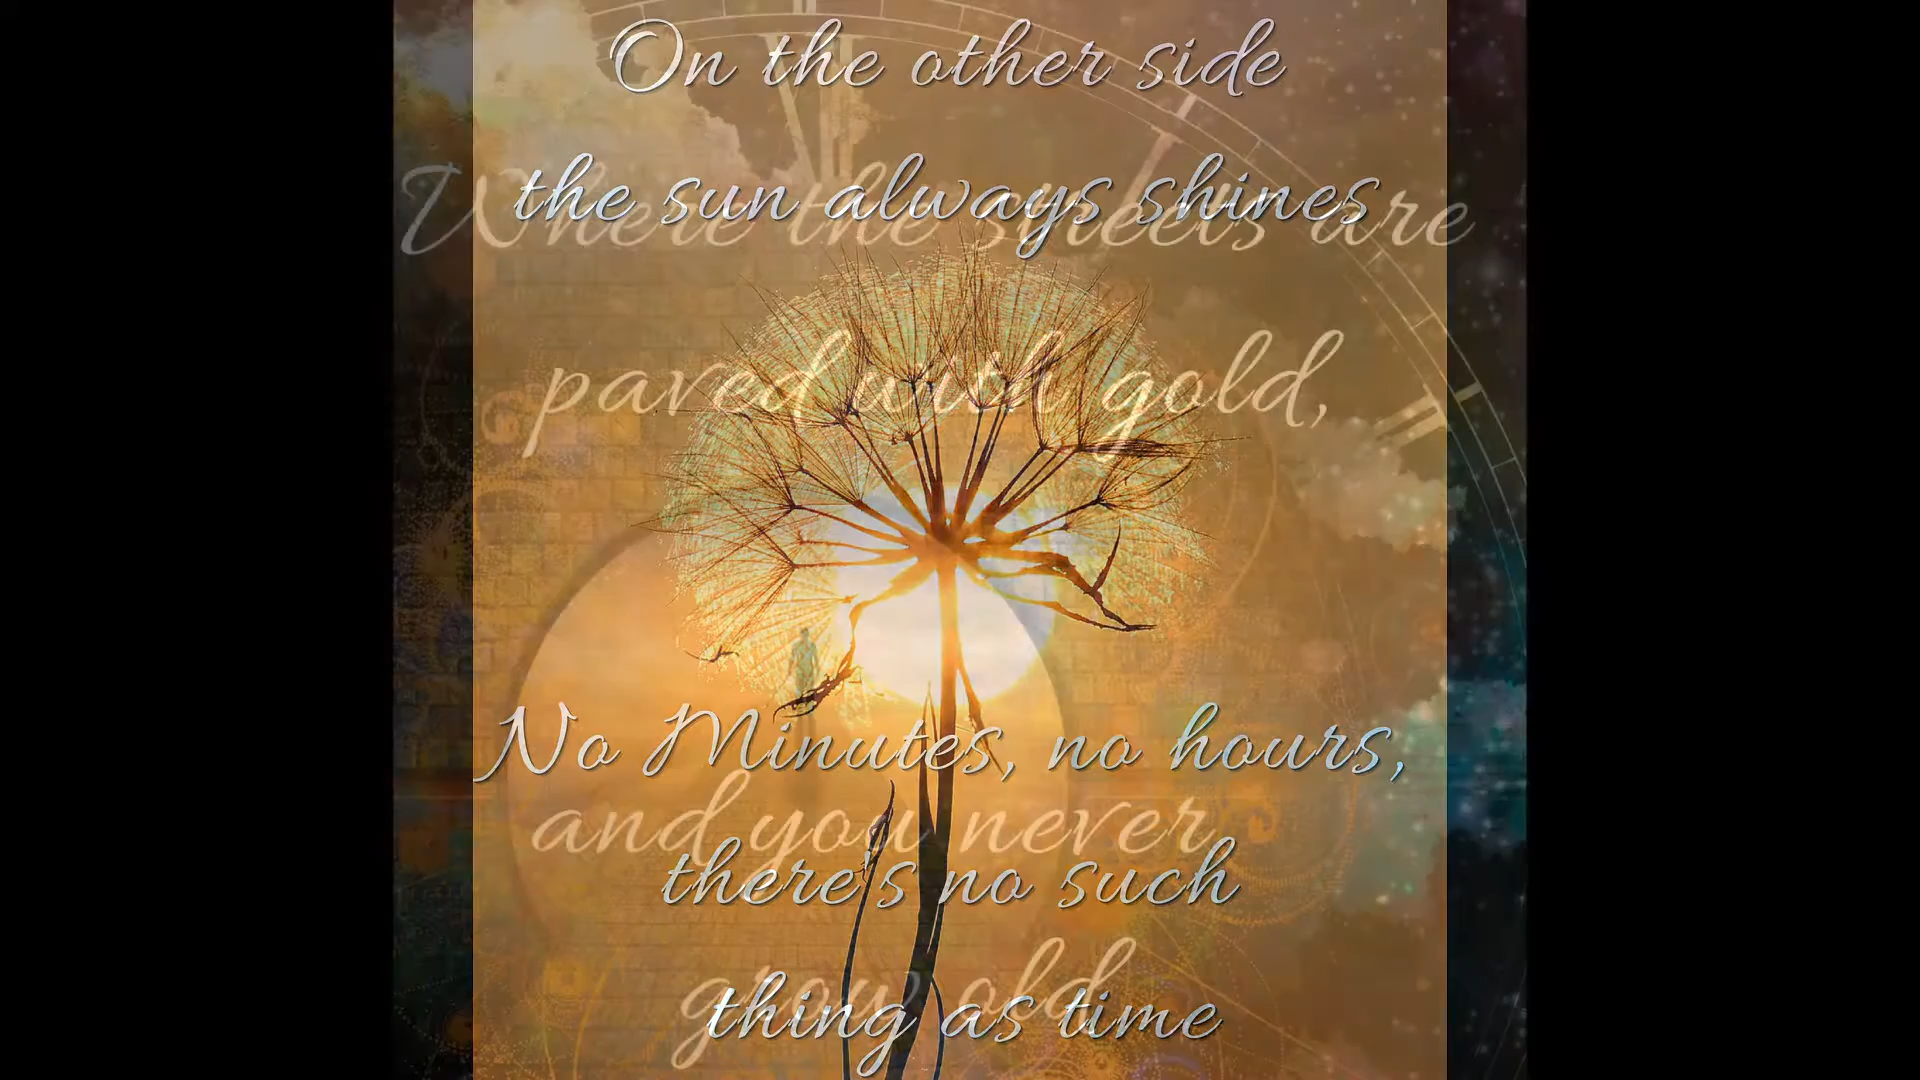 On the other side
the sun always shines
Where the streets are
paved with gold,
No Minutes, no hours,
and you never
there's no such
grow old
thing as time